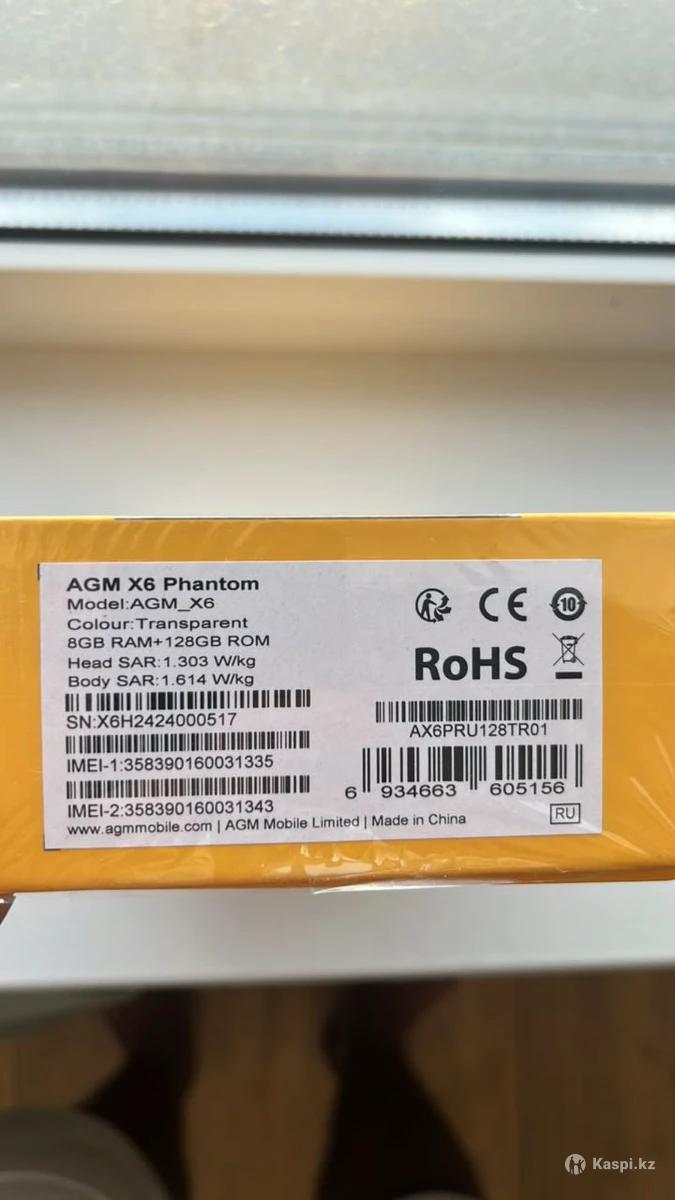 AGM X6 Phantom
Model:AGM_X6
Colour:Transparent
8GB RAM+128GB ROM
Head SAR:1.303 W/kg
Body SAR:1.614 W/kg
SN:X6H2424000517
IMEI-1:358390160031335
IMEI-2:358390160031343
www.agmmobile.com | AGM Mobile Limited | Made in China
10
RoHS
AX6PRU128TR01
6 934663 605156
RU
Kaspi.kz